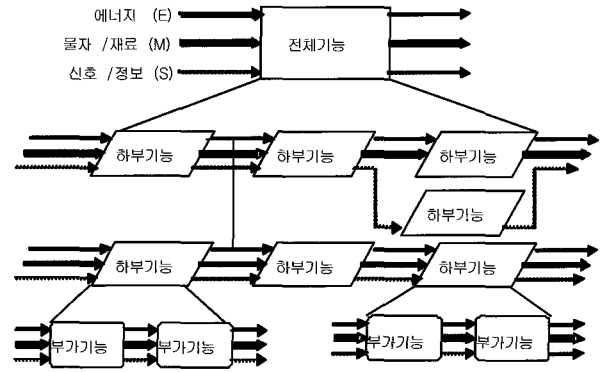 에너지 (E)
물자 /재료 (M)
전체기능
신호 /정보 (S)
하부기능 하부기능 하부기능
하부기능
하부기능 하부기능 하부기능
부가기능 부가기능 부가기능 부가기능